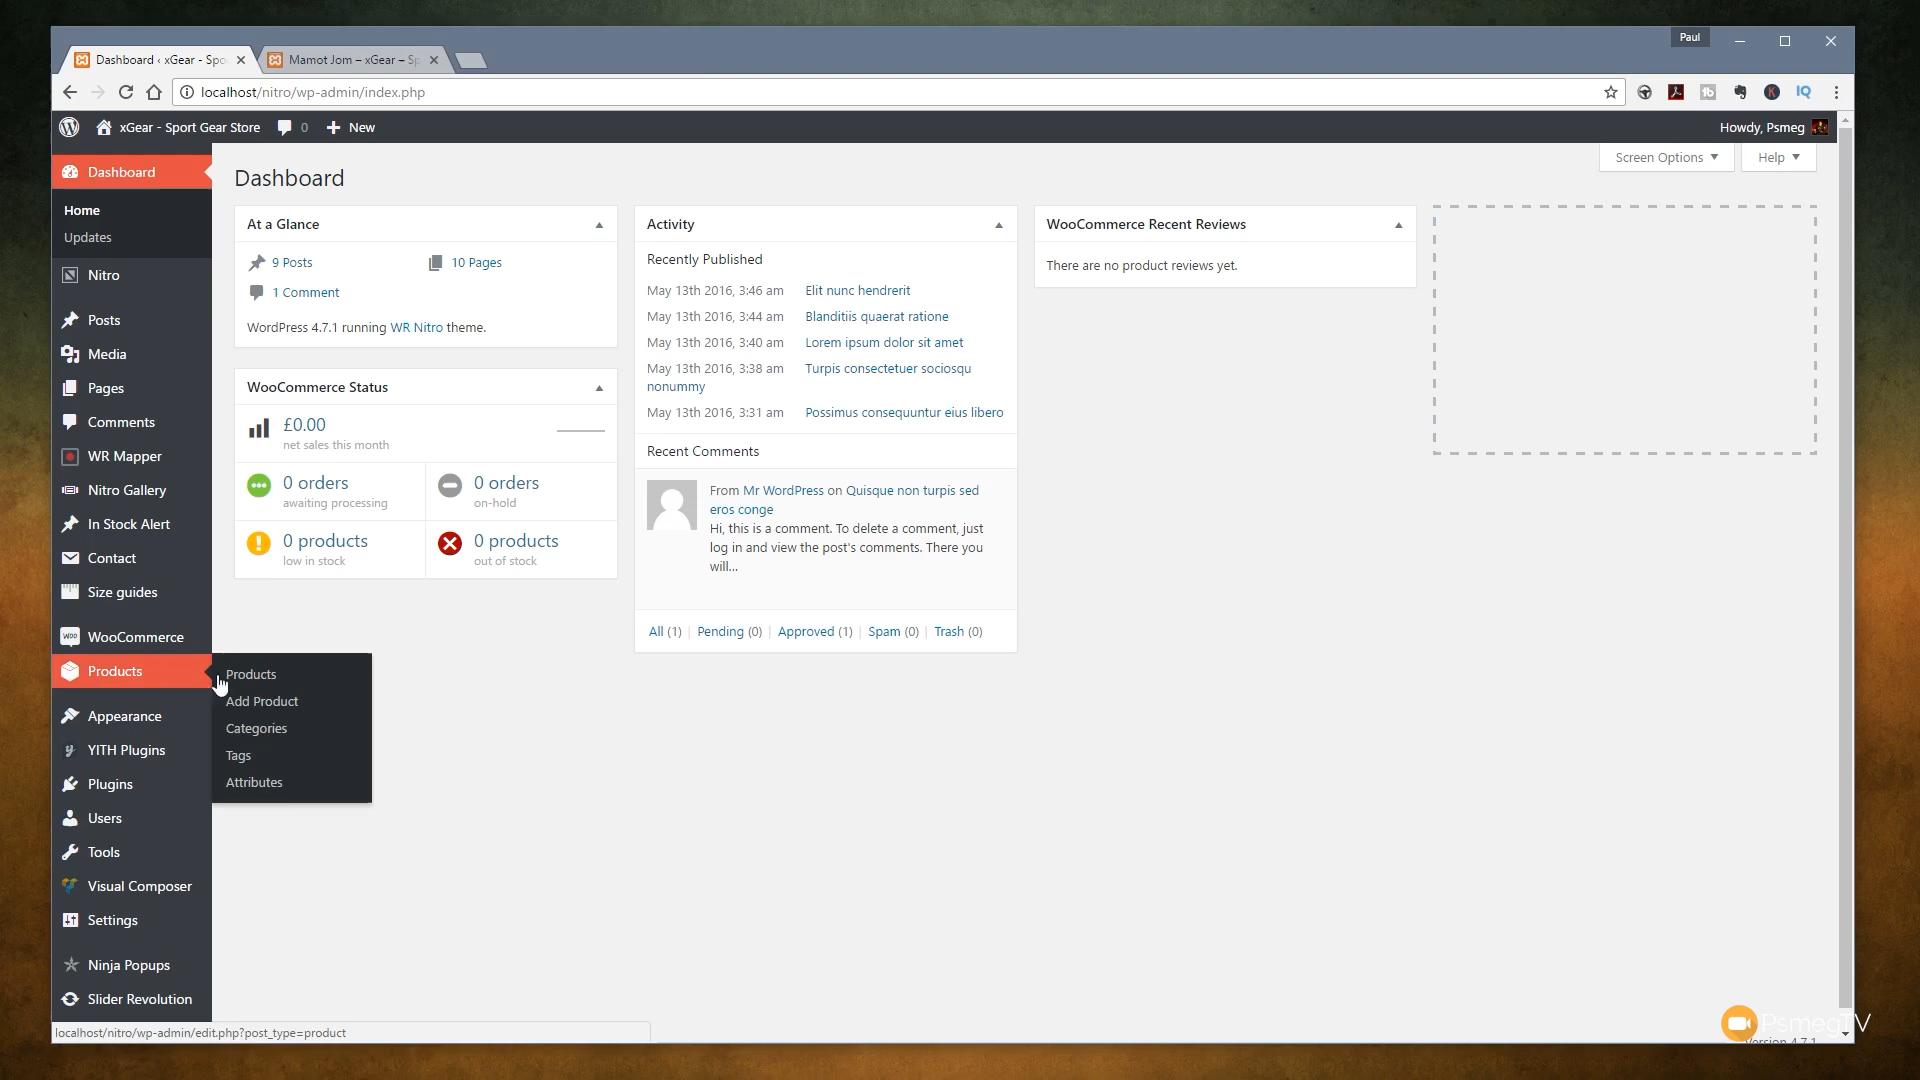 Paul
Dashboard ‹ xGear - Spo
Mamot Jom – xGear – Sp
localhost/nitro/wp-admin/index.php
xGear - Sport Gear Store
0
New
Howdy, Psmeg
Dashboard
Home
Updates
Nitro
Posts
Media
Pages
Comments
WR Mapper
Nitro Gallery
In Stock Alert
Contact
Size guides
WooCommerce
Products
Appearance
YITH Plugins
Plugins
Users
Tools
Visual Composer
Settings
Ninja Popups
Slider Revolution
Products
Add Product
Categories
Tags
Attributes
Screen Options
Help
Dashboard
At a Glance
9 Posts
10 Pages
1 Comment
WordPress 4.7.1 running WR Nitro theme.
WooCommerce Status
£0.00
net sales this month
0 orders
awaiting processing
0 orders
on-hold
0 products
low in stock
0 products
out of stock
Activity
Recently Published
May 13th 2016, 3:46 am Elit nunc hendrerit
May 13th 2016, 3:44 am Blanditiis quaerat ratione
May 13th 2016, 3:40 am Lorem ipsum dolor sit amet
May 13th 2016, 3:38 am Turpis consectetuer sociosqu
nonummy
May 13th 2016, 3:31 am Possimus consequuntur eius libero
Recent Comments
From Mr WordPress on Quisque non turpis sed
eros conge
Hi, this is a comment. To delete a comment, just
log in and view the post's comments. There you
will...
All (1) | Pending (0) | Approved (1) | Spam (0) | Trash (0)
WooCommerce Recent Reviews
There are no product reviews yet.
localhost/nitro/wp-admin/edit.php?post_type=product
PsmegTV
Version 4.7.1